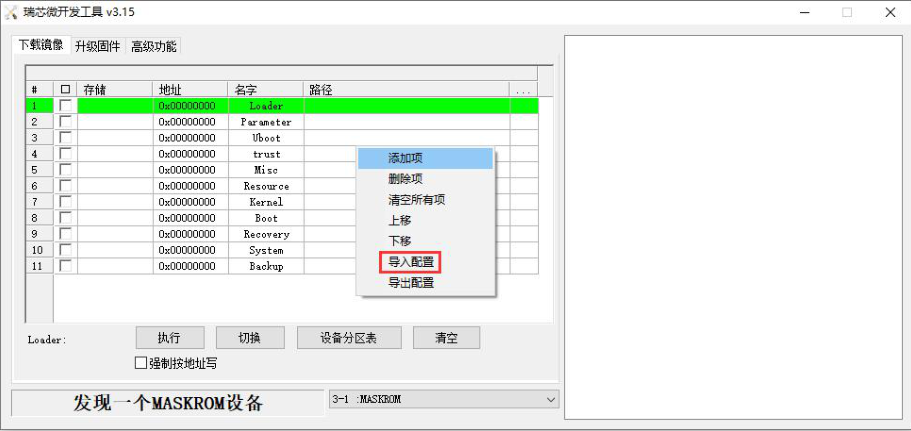 瑞芯微开发工具 v3.15
下载镜像 升级固件 高级功能
# 存储 地址 名字 路径 ...
1 0x00000000 Loader
2 0x00000000 Parameter
3 0x00000000 Uboot
4 0x00000000 trust
5 0x00000000 Misc
6 0x00000000 Resource
7 0x00000000 Kernel
8 0x00000000 Boot
9 0x00000000 Recovery
10 0x00000000 System
11 0x00000000 Backup
添加项
删除项
清空所有项
上移
下移
导入配置
导出配置
Loader: 执行 切换 设备分区表 清空
强制按地址写
发现一个MASKROM设备 3-1 :MASKROM